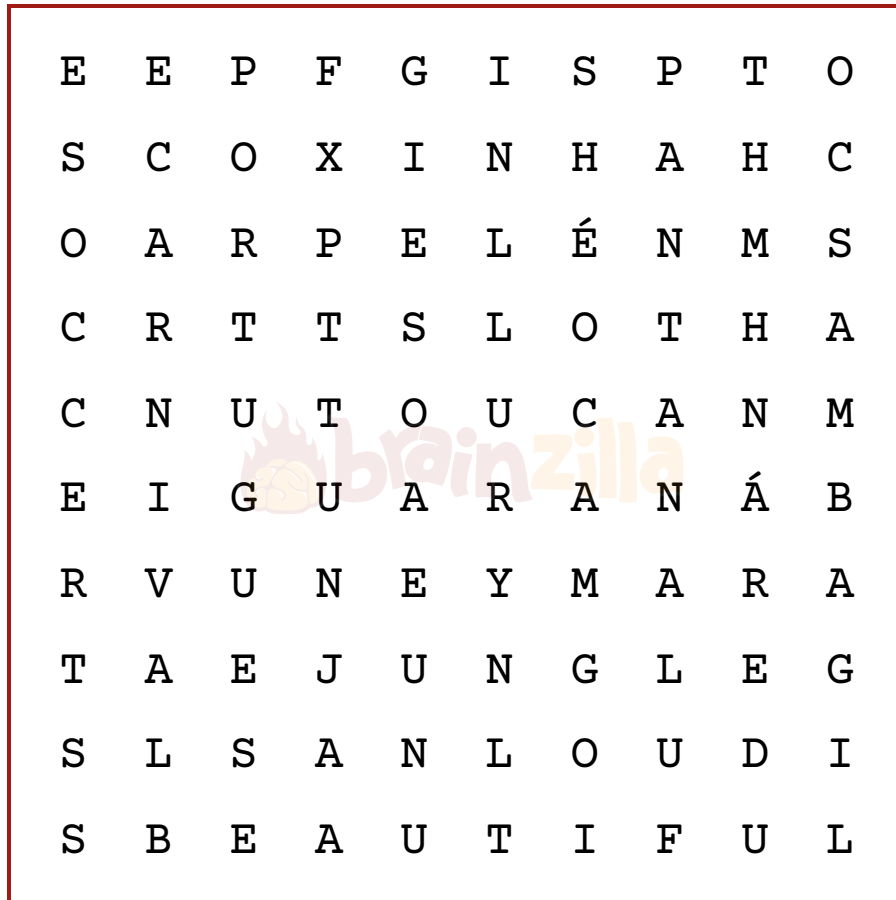 E E P F G I S P T O
S C O X I N H A H C
O A R P E L É N M S
C R T T S L O T H A
C N U T O U C A N M
E I G U A R A N Á B
R V U N E Y M A R A
T A E J U N G L E G
S L S A N L O U D I
S B E A U T I F U L
brainzilla